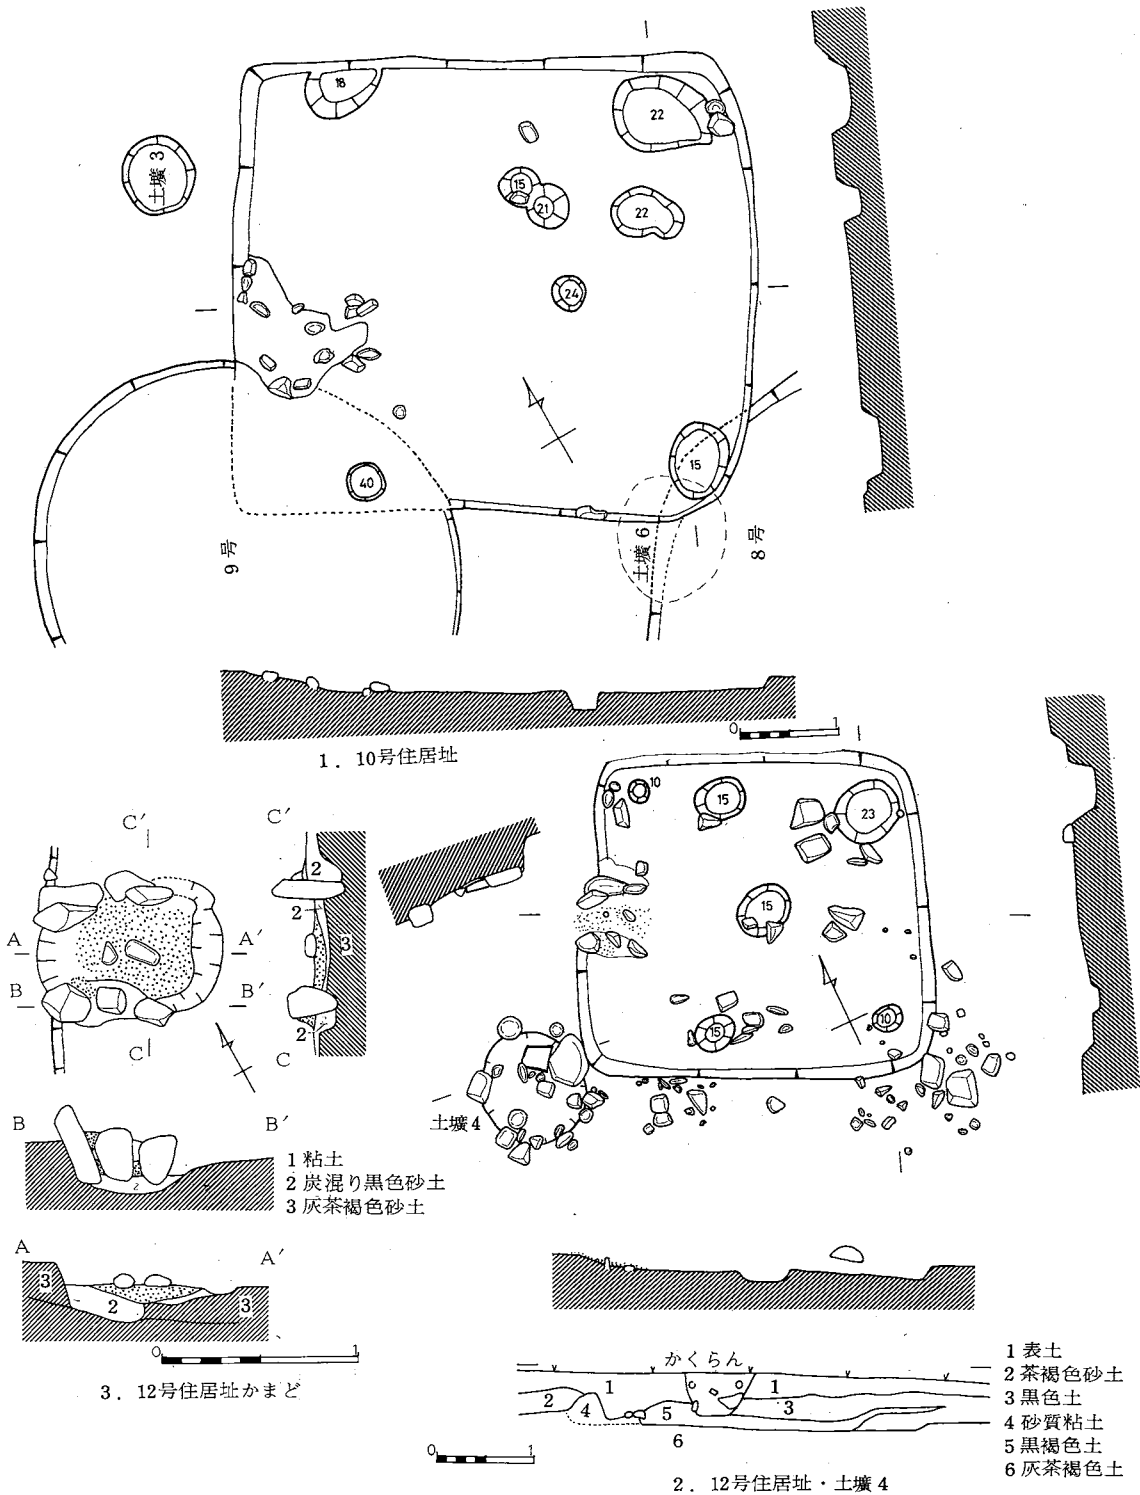 18
22
土壙 3
15
21
22
24
40
15
土壙 6
9号
8号
0 1
1．10号住居址
10
15
23
15
15
10
土壙4
C′
C′
2
2
3
2
A
A′
B
B′
C
C
B
B′
2
1 粘土
2 炭混り黒色砂土
3 灰茶褐色砂土
A
A′
3
2
3
0 1
3．12号住居址かまど
かくらん
1
1
2
4
5
3
6
1 表土
2 茶褐色砂土
3 黒色土
4 砂質粘土
5 黒褐色土
6 灰茶褐色土
0 1
2．12号住居址・土壙4